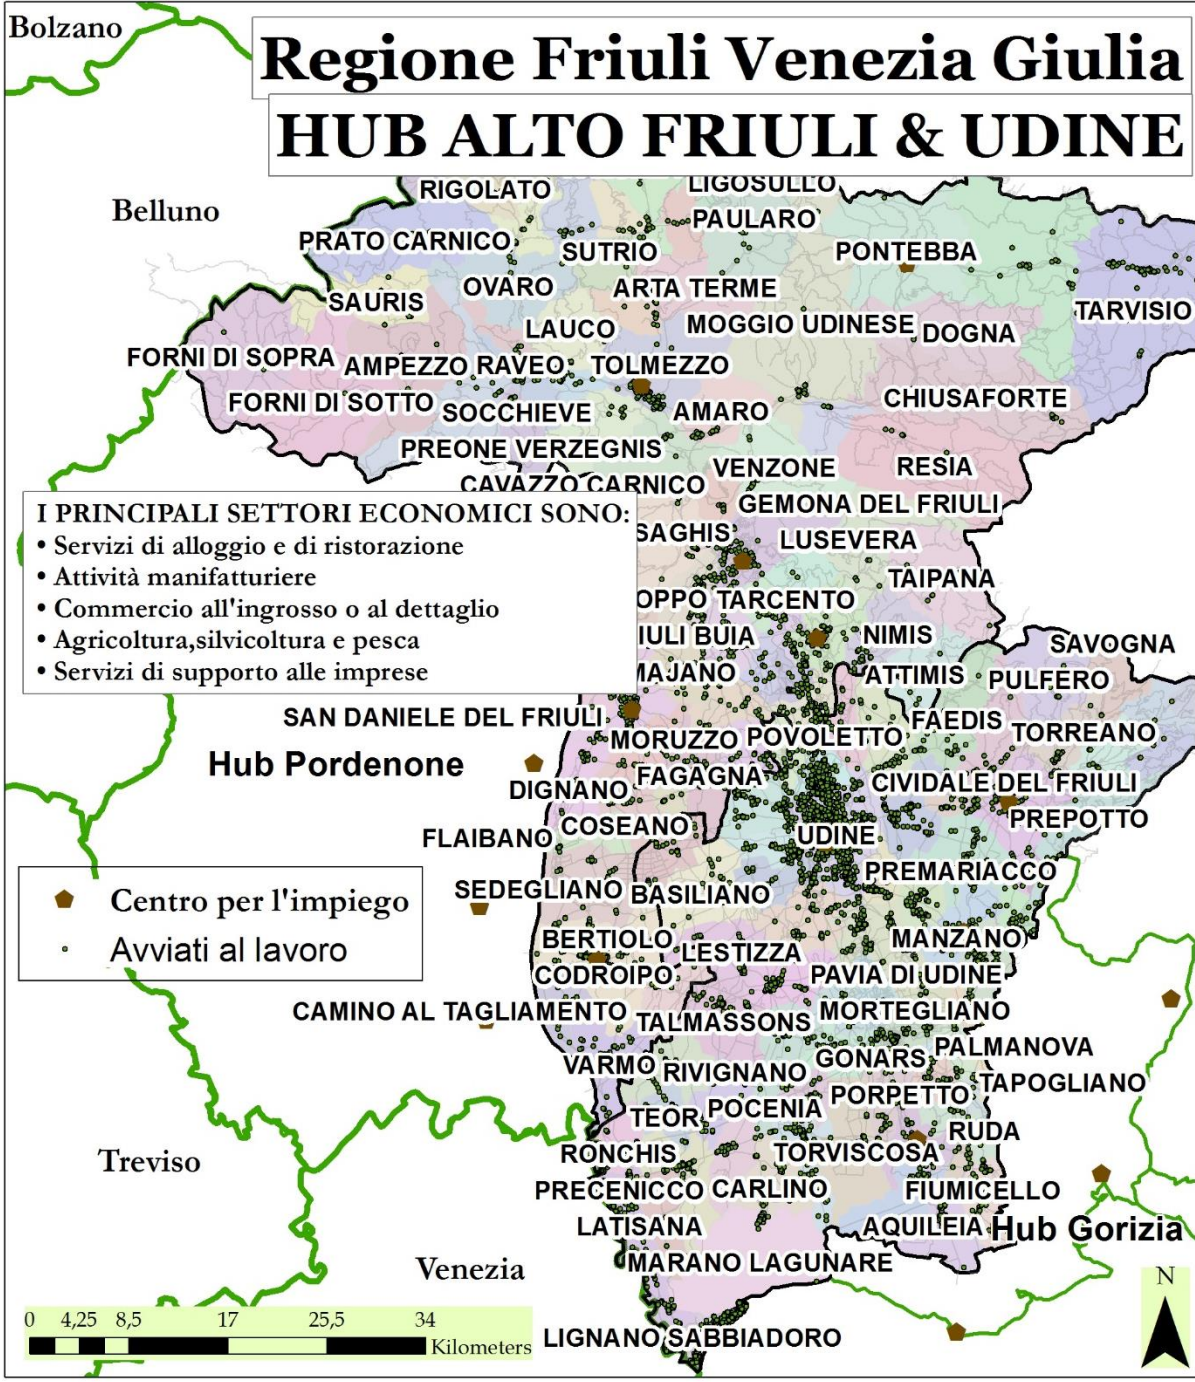 Bolzano
Regione Friuli Venezia Giulia
HUB ALTO FRIULI & UDINE
RIGOLATO
LIGOSULLO
Belluno
PAULARO
PRATO CARNICO
SUTRIO
PONTEBBA
OVARO
ARTA TERME
SAURIS
TARVISIO
LAUCO
MOGGIO UDINESE
DOGNA
FORNI DI SOPRA
AMPEZZO
RAVEO
TOLMEZZO
FORNI DI SOTTO
SOCCHIEVE
AMARO
CHIUSAFORTE
PREONE
VERZEGNIS
VENZONE
RESIA
CAVAZZO CARNICO
GEMONA DEL FRIULI
I PRINCIPALI SETTORI ECONOMICI SONO:
• Servizi di alloggio e di ristorazione
• Attività manifatturiere
• Commercio all'ingrosso o al dettaglio
• Agricoltura,silvicoltura e pesca
• Servizi di supporto alle imprese
SAGHIS
LUSEVERA
TAIPANA
OPPO
TARCENTO
IULI
BUIA
NIMIS
SAVOGNA
MAJANO
ATTIMIS
PULFERO
SAN DANIELE DEL FRIULI
FAEDIS
TORREANO
MORUZZO
POVOLETTO
Hub Pordenone
FAGAGNA
CIVIDALE DEL FRIULI
DIGNANO
PREPOTTO
COSEANO
UDINE
FLAIBANO
PREMARIACCO
SEDEGLIANO
BASILIANO
Centro per l'impiego
Avviati al lavoro
BERTIOLO
LESTIZZA
MANZANO
CODROIPO
PAVIA DI UDINE
CAMINO AL TAGLIAMENTO
TALMASSONS
MORTEGLIANO
VARMO
RIVIGNANO
GONARS
PALMANOVA
TAPOGLIANO
TEOR
POCENIA
PORPETTO
RUDA
Treviso
RONCHIS
TORVISCOSA
PRECENICCO
CARLINO
FIUMICELLO
LATISANA
AQUILEIA
Hub Gorizia
Venezia
MARANO LAGUNARE
N
0 4,25 8,5 17 25,5 34
Kilometers
LIGNANO SABBIADORO